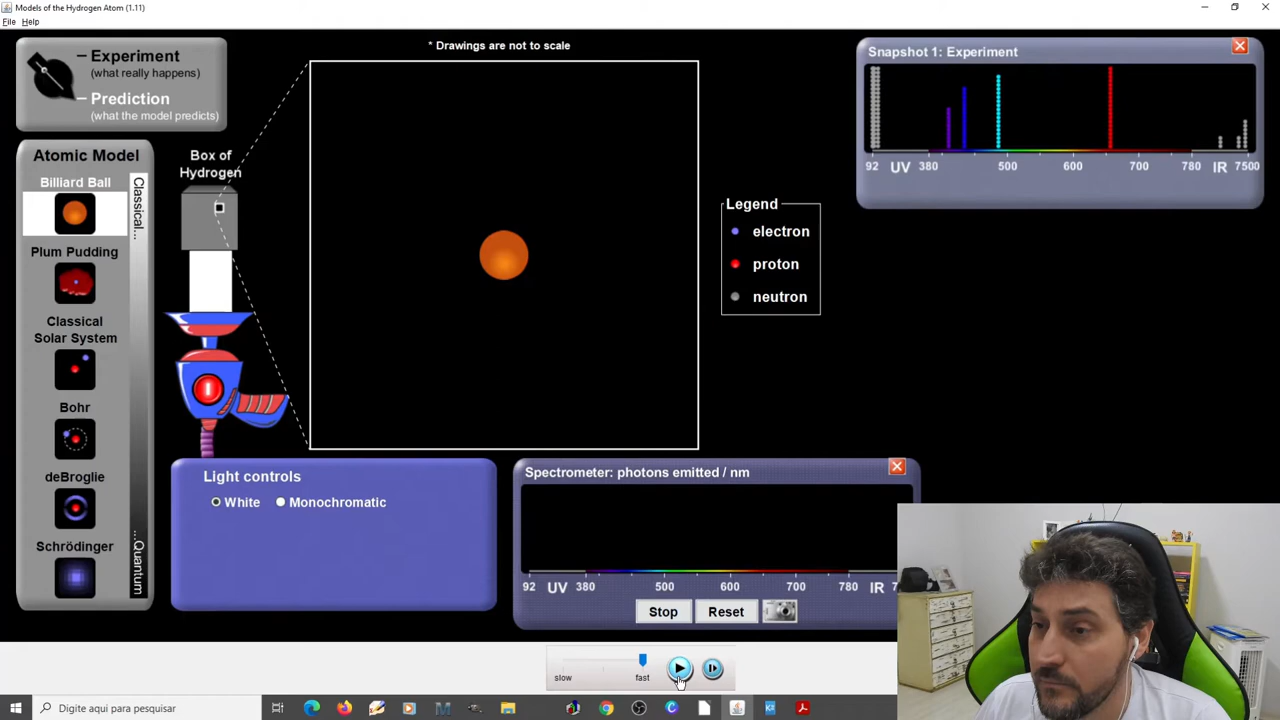 Models of the Hydrogen Atom (1.11)
File Help
* Drawings are not to scale
Experiment
(what really happens)
Prediction
(what the model predicts)
Snapshot 1: Experiment
92 UV 380 500 600 700 780 IR 7500
Atomic Model
Billiard Ball
Plum Pudding
Classical
Solar System
Bohr
deBroglie
Schrödinger
Classical...
...Quantum
Box of
Hydrogen
Legend
electron
proton
neutron
Light controls
White Monochromatic
Spectrometer: photons emitted / nm
92 UV 380 500 600 700 780 IR
Stop Reset
slow fast
Digite aqui para pesquisar